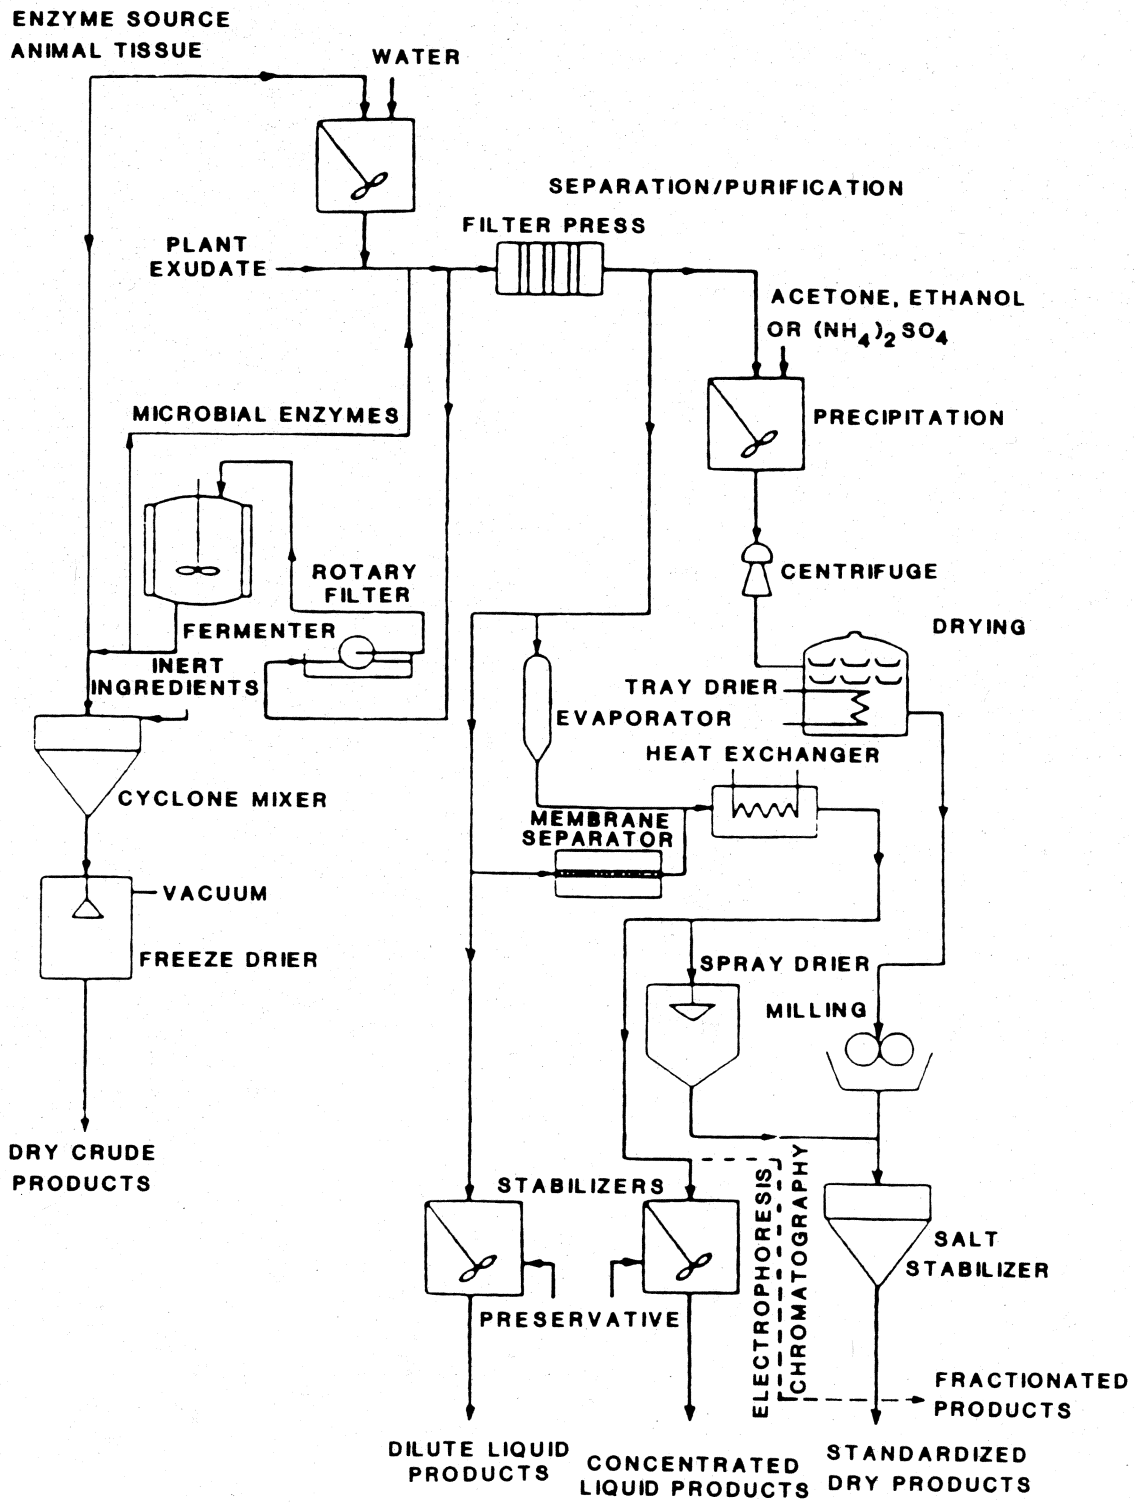 ENZYME SOURCE
ANIMAL TISSUE
WATER
SEPARATION/PURIFICATION
FILTER PRESS
PLANT
EXUDATE
ACETONE, ETHANOL
OR (NH4)2SO4
MICROBIAL ENZYMES
PRECIPITATION
CENTRIFUGE
ROTARY
FILTER
FERMENTER
DRYING
INERT
INGREDIENTS
TRAY DRIER
EVAPORATOR
HEAT EXCHANGER
CYCLONE MIXER
MEMBRANE
SEPARATOR
VACUUM
FREEZE DRIER
SPRAY DRIER
MILLING
DRY CRUDE
PRODUCTS
STABILIZERS
ELECTROPHORESIS
CHROMATOGRAPHY
SALT
STABILIZER
PRESERVATIVE
FRACTIONATED
PRODUCTS
DILUTE LIQUID
PRODUCTS
CONCENTRATED
LIQUID PRODUCTS
STANDARDIZED
DRY PRODUCTS